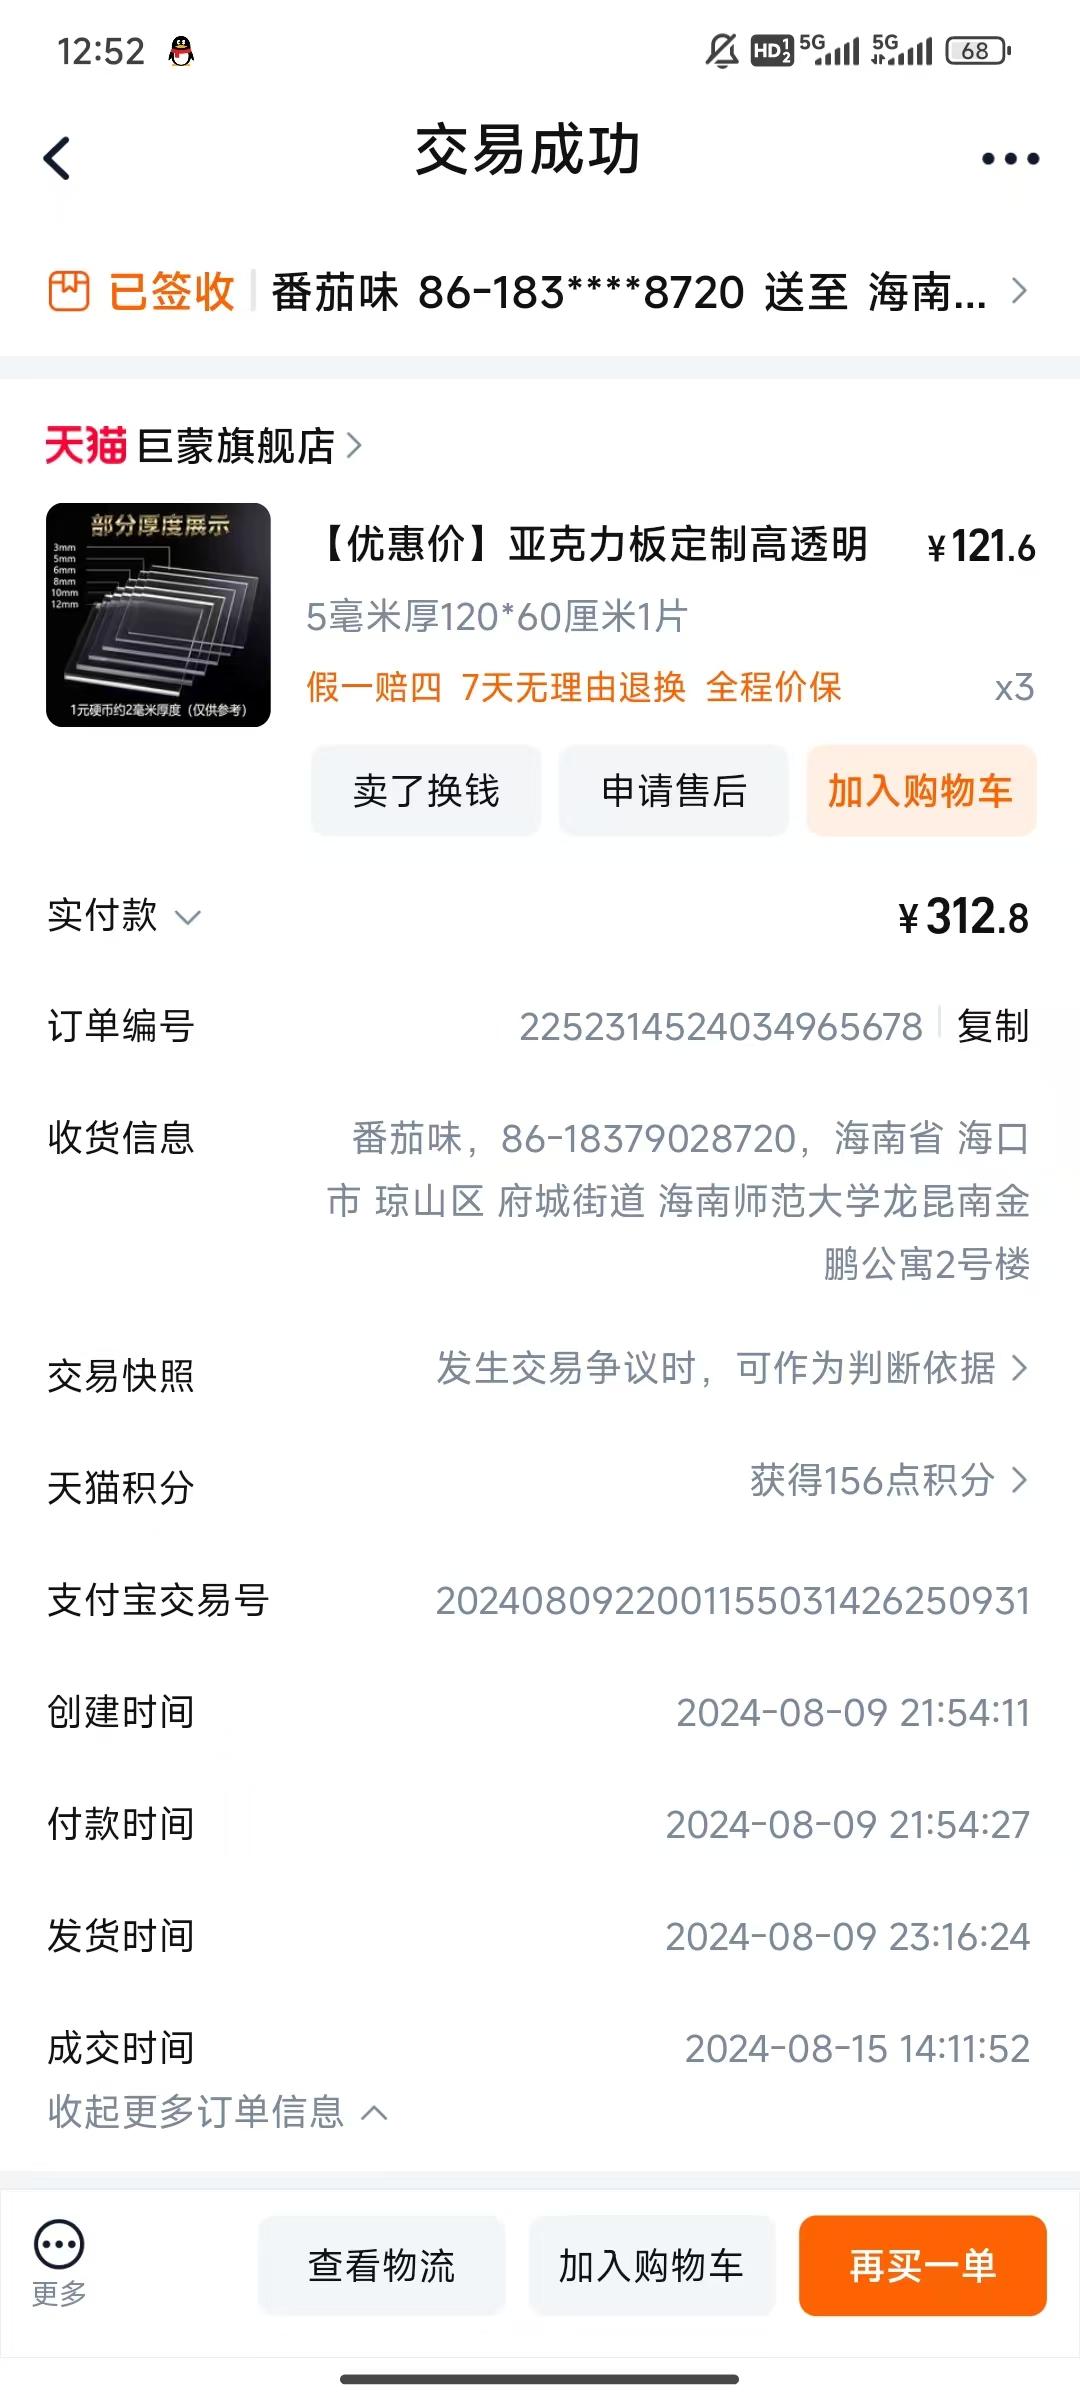 12:52
HD 1 2 5G 5G 68
交易成功
已签收 番茄味 86-183****8720 送至 海南...
天猫 巨蒙旗舰店
部分厚度展示
3mm
5mm
6mm
8mm
10mm
12mm
1元硬币约2毫米厚度（仅供参考）
【优惠价】亚克力板定制高透明 ¥121.6
5毫米厚120*60厘米1片
假一赔四 7天无理由退换 全程价保 x3
卖了换钱 申请售后 加入购物车
实付款 ¥312.8
订单编号 2252314524034965678 复制
收货信息 番茄味，86-18379028720，海南省 海口
市 琼山区 府城街道 海南师范大学龙昆南金
鹏公寓2号楼
交易快照 发生交易争议时，可作为判断依据
天猫积分 获得156点积分
支付宝交易号 2024080922001155031426250931
创建时间 2024-08-09 21:54:11
付款时间 2024-08-09 21:54:27
发货时间 2024-08-09 23:16:24
成交时间 2024-08-15 14:11:52
收起更多订单信息
更多 查看物流 加入购物车 再买一单